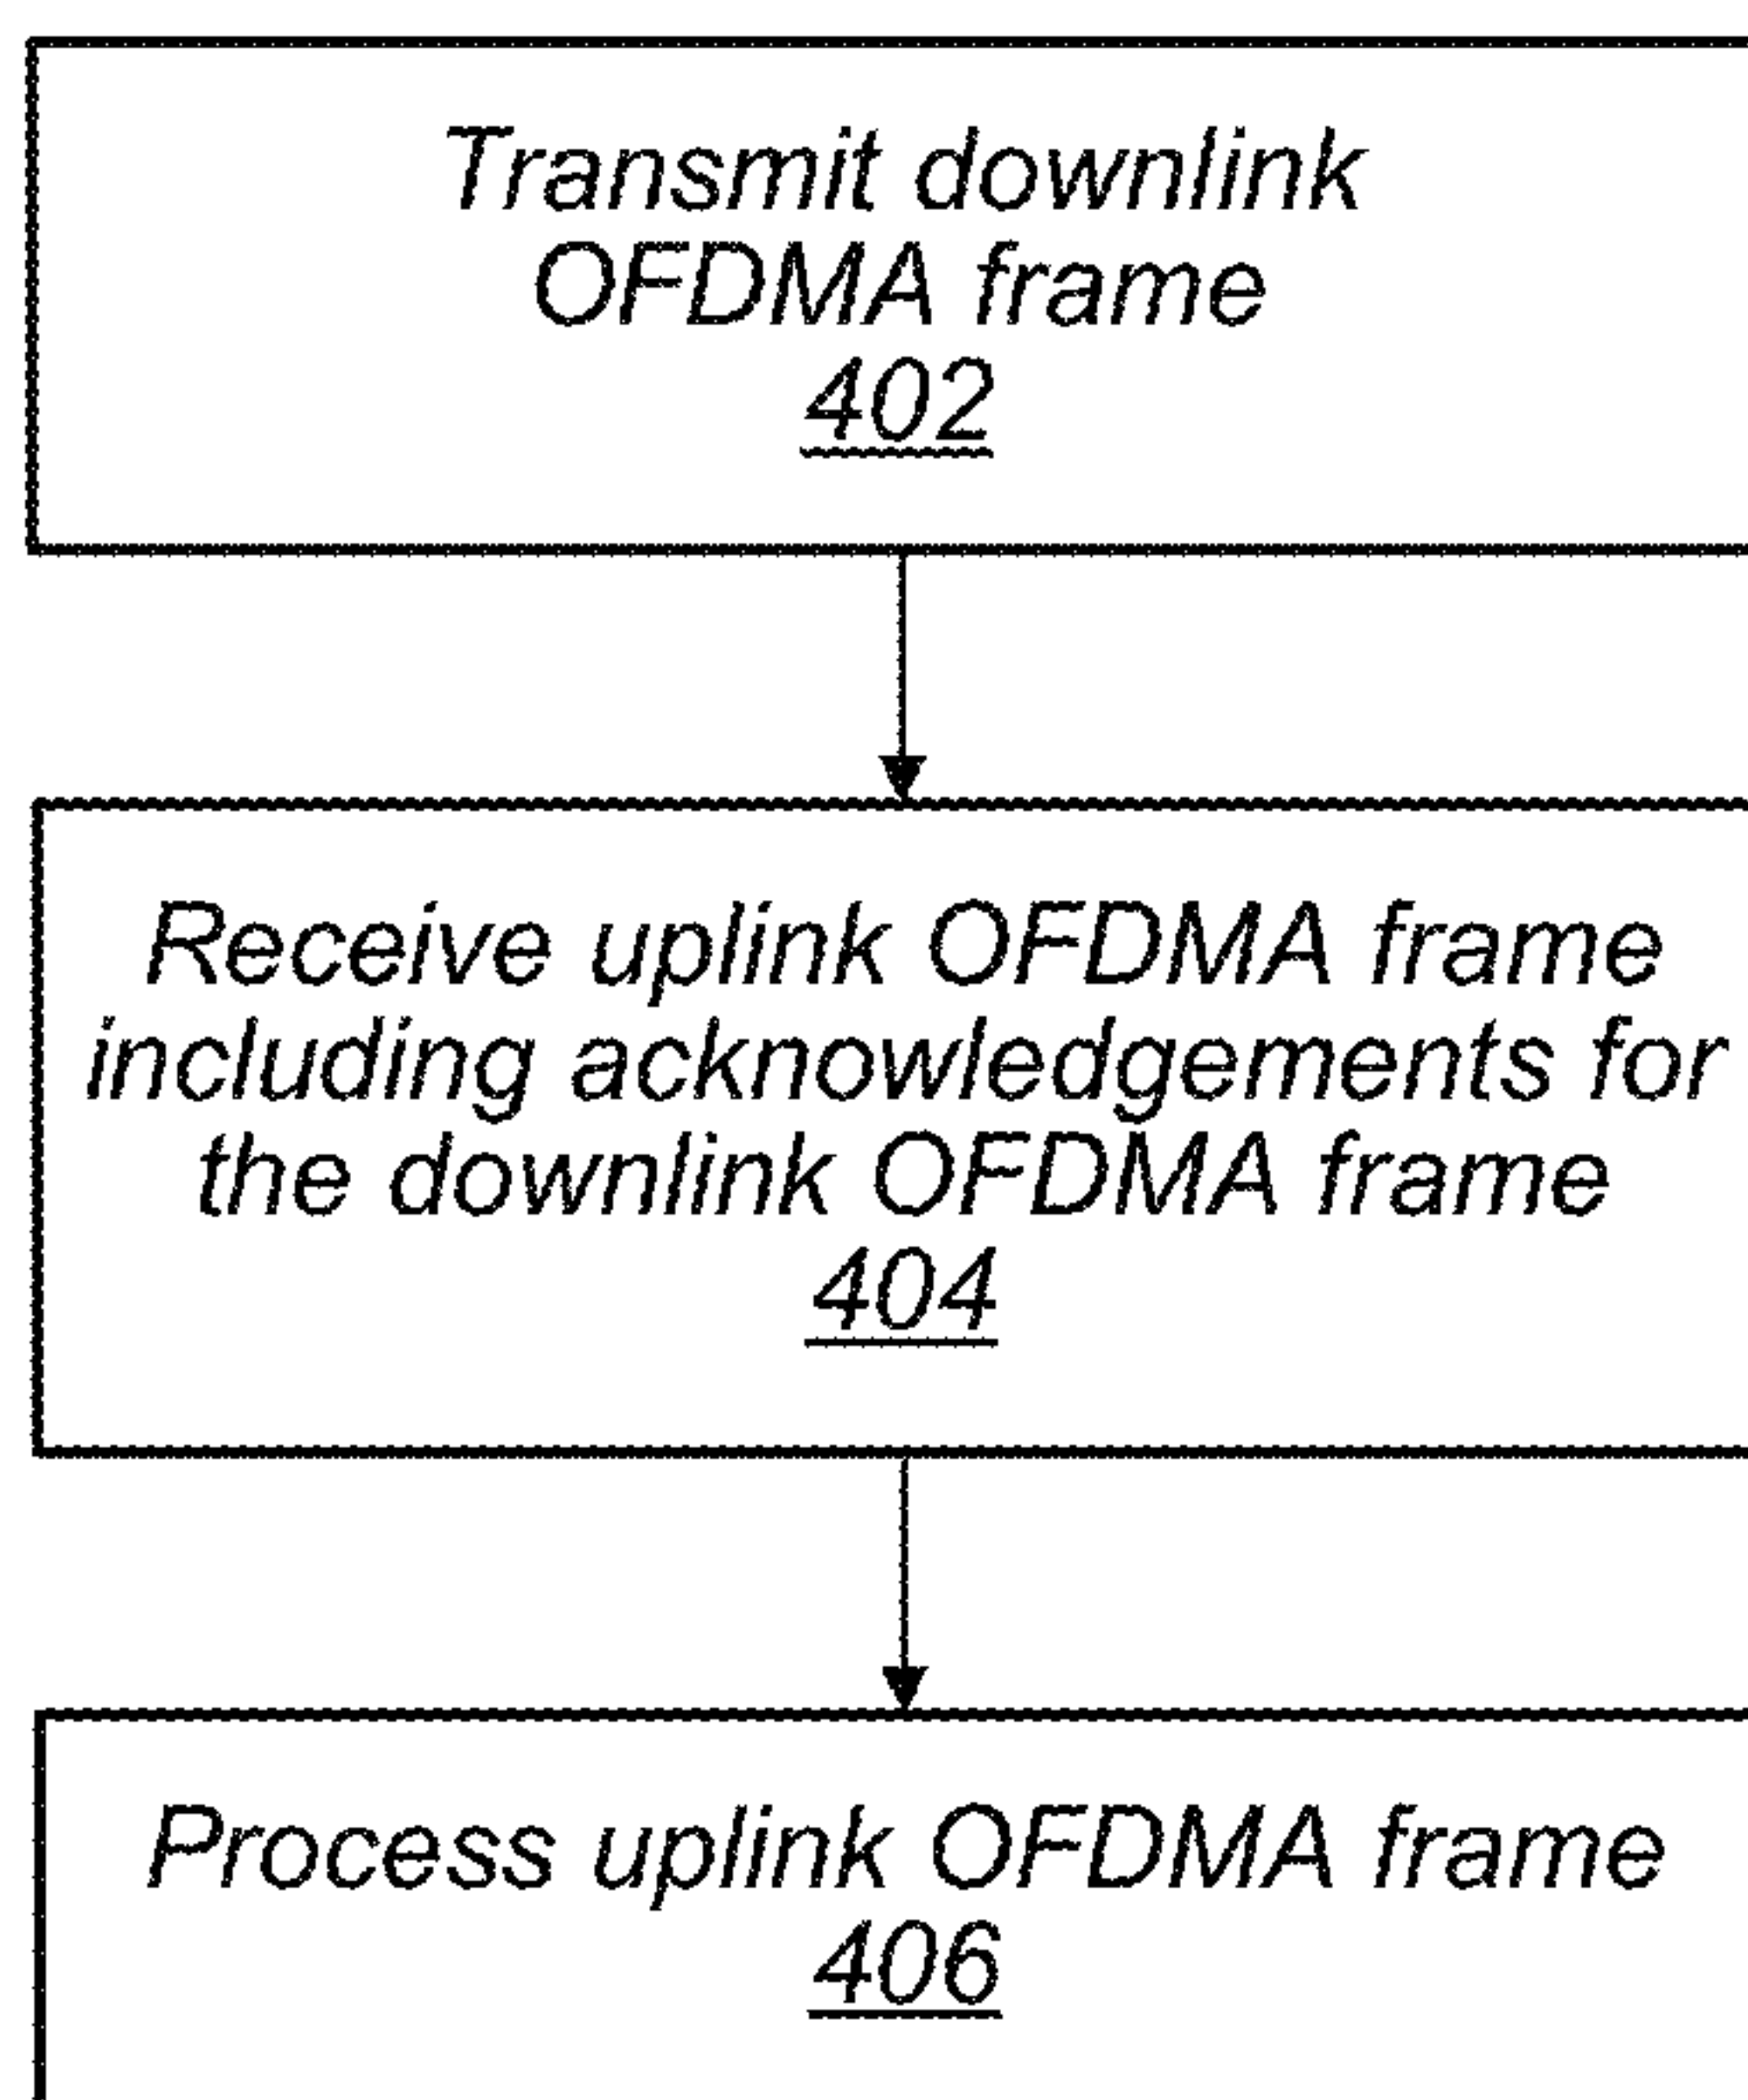 Transmit downlink
OFDMA frame
402
Receive uplink OFDMA frame
including acknowledgements for
the downlink OFDMA frame
404
Process uplink OFDMA frame
406